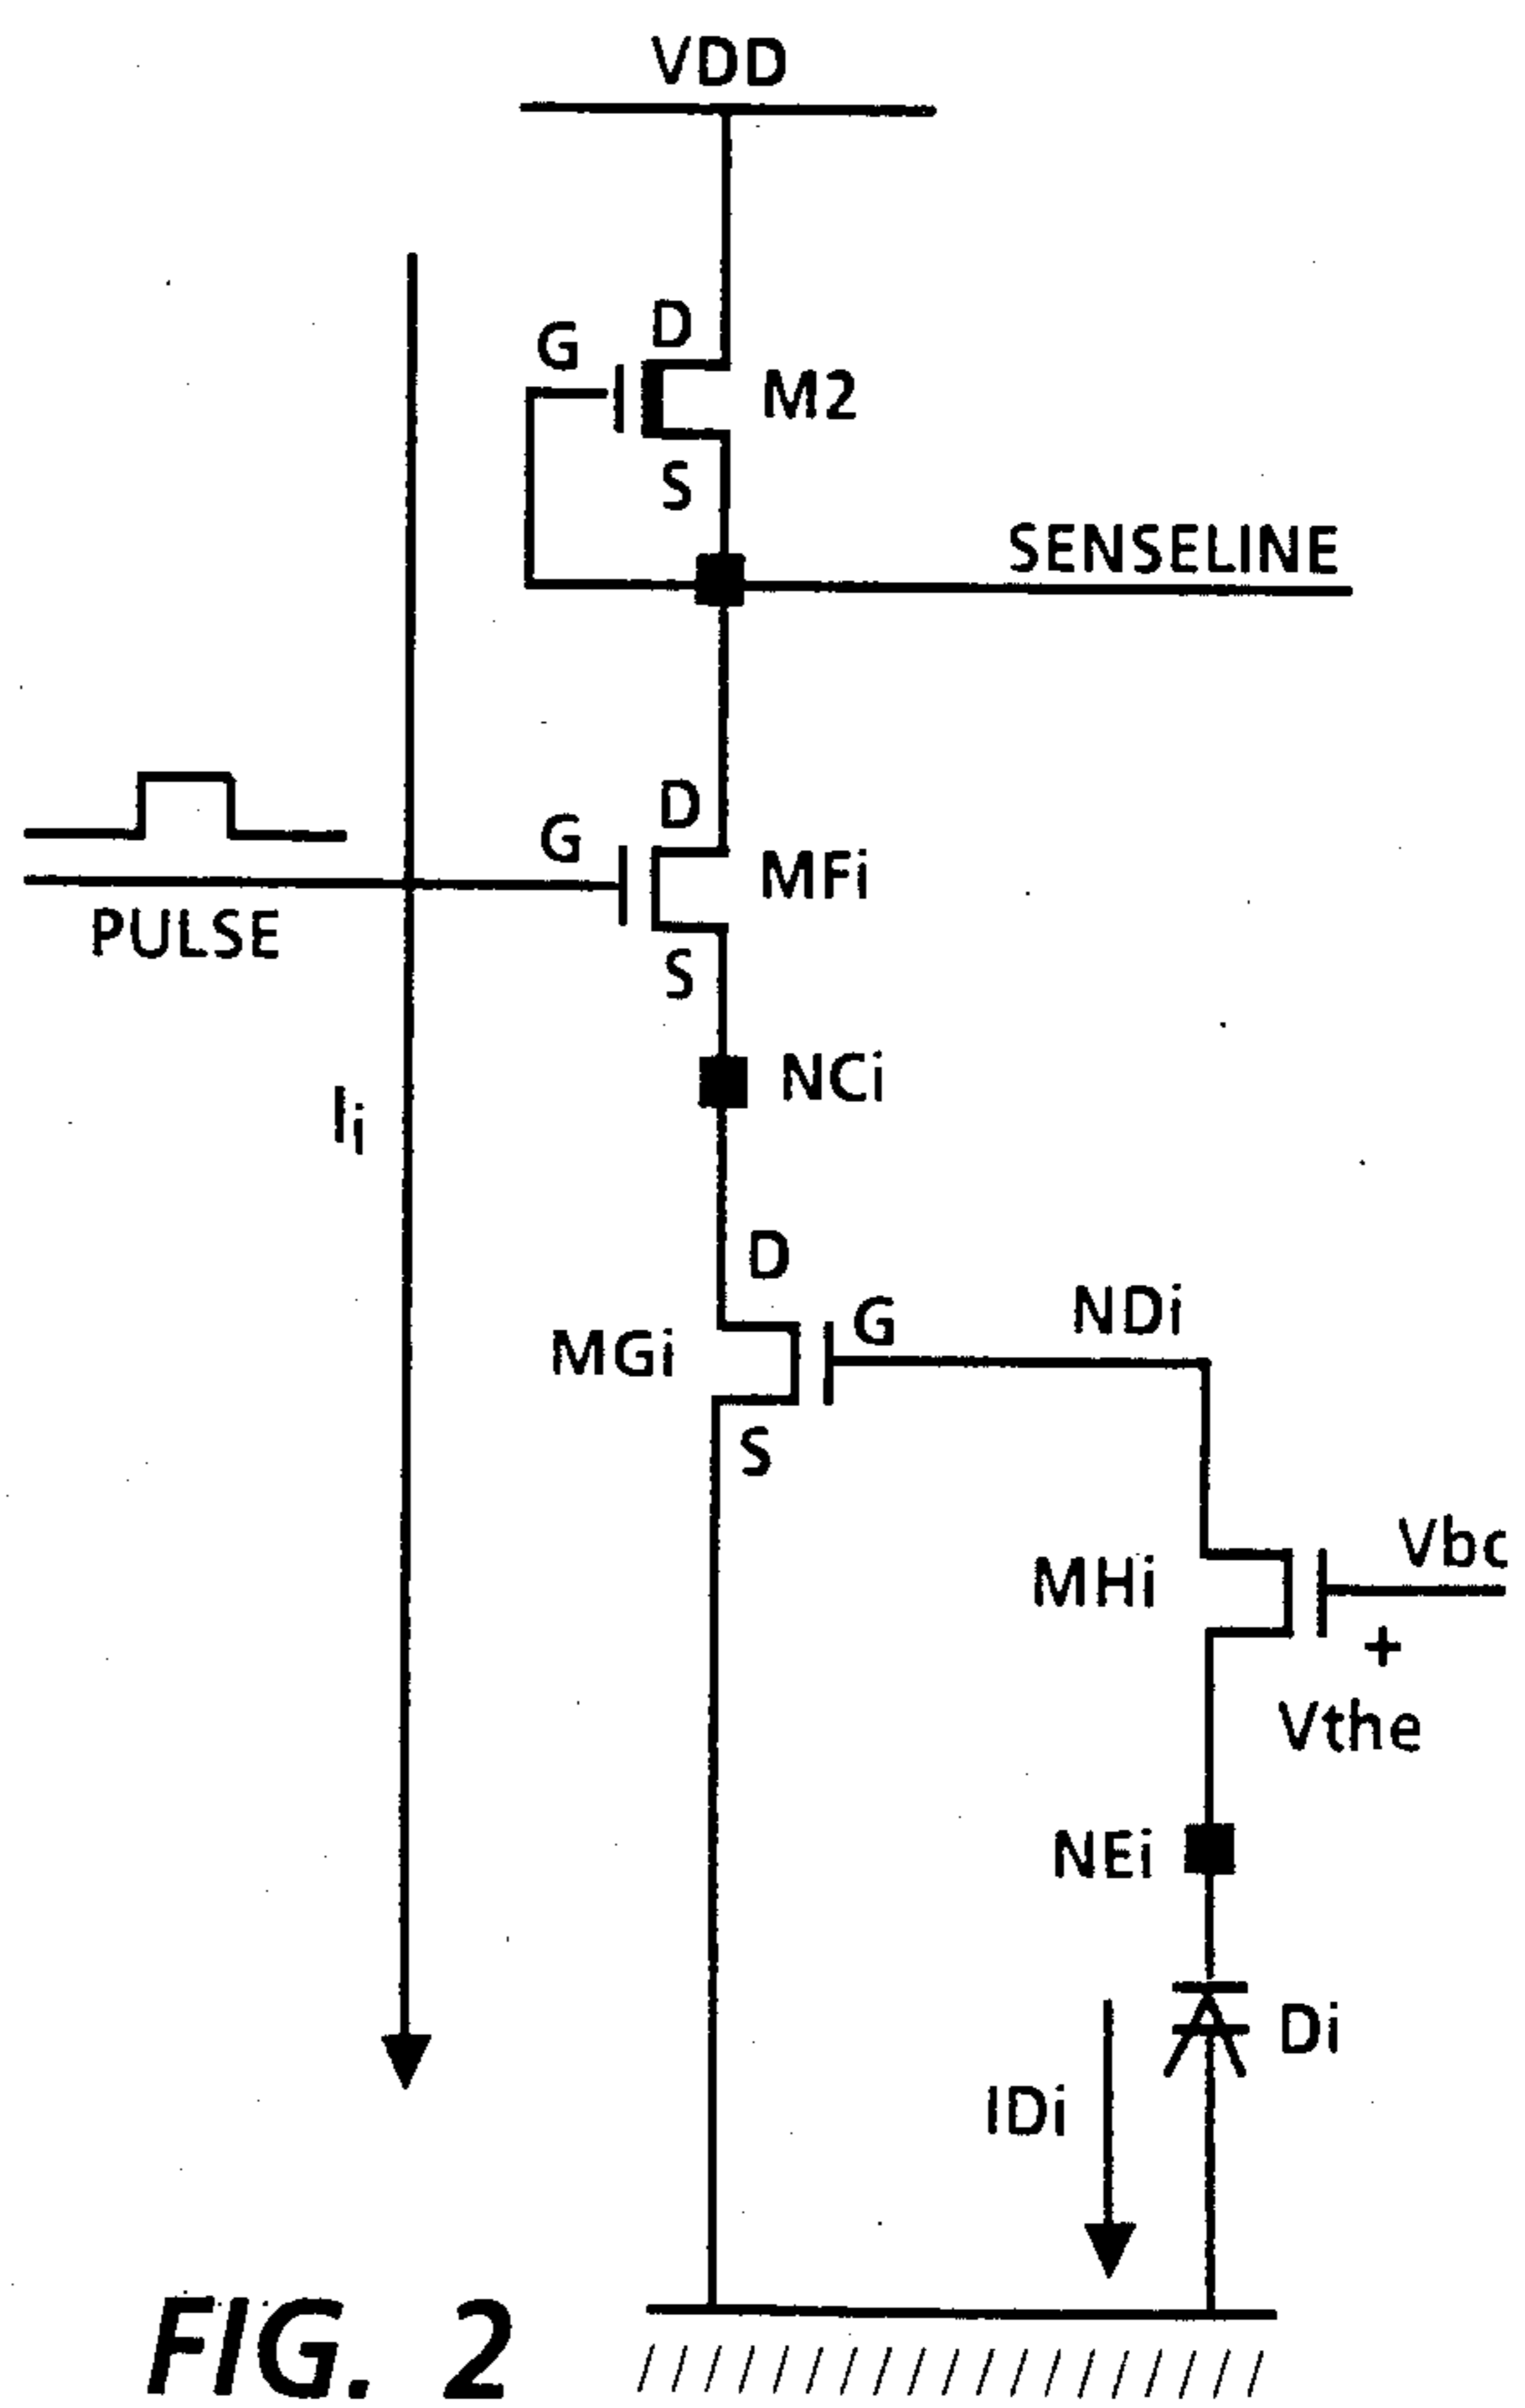 VDD
D
G
M2
S
SENSELINE
D
G
MFi
PULSE
S
NCi
Ii
D
NDi
G
MGi
S
Vbc
MHi
+
Vthe
NEi
Di
IDi
FIG. 2